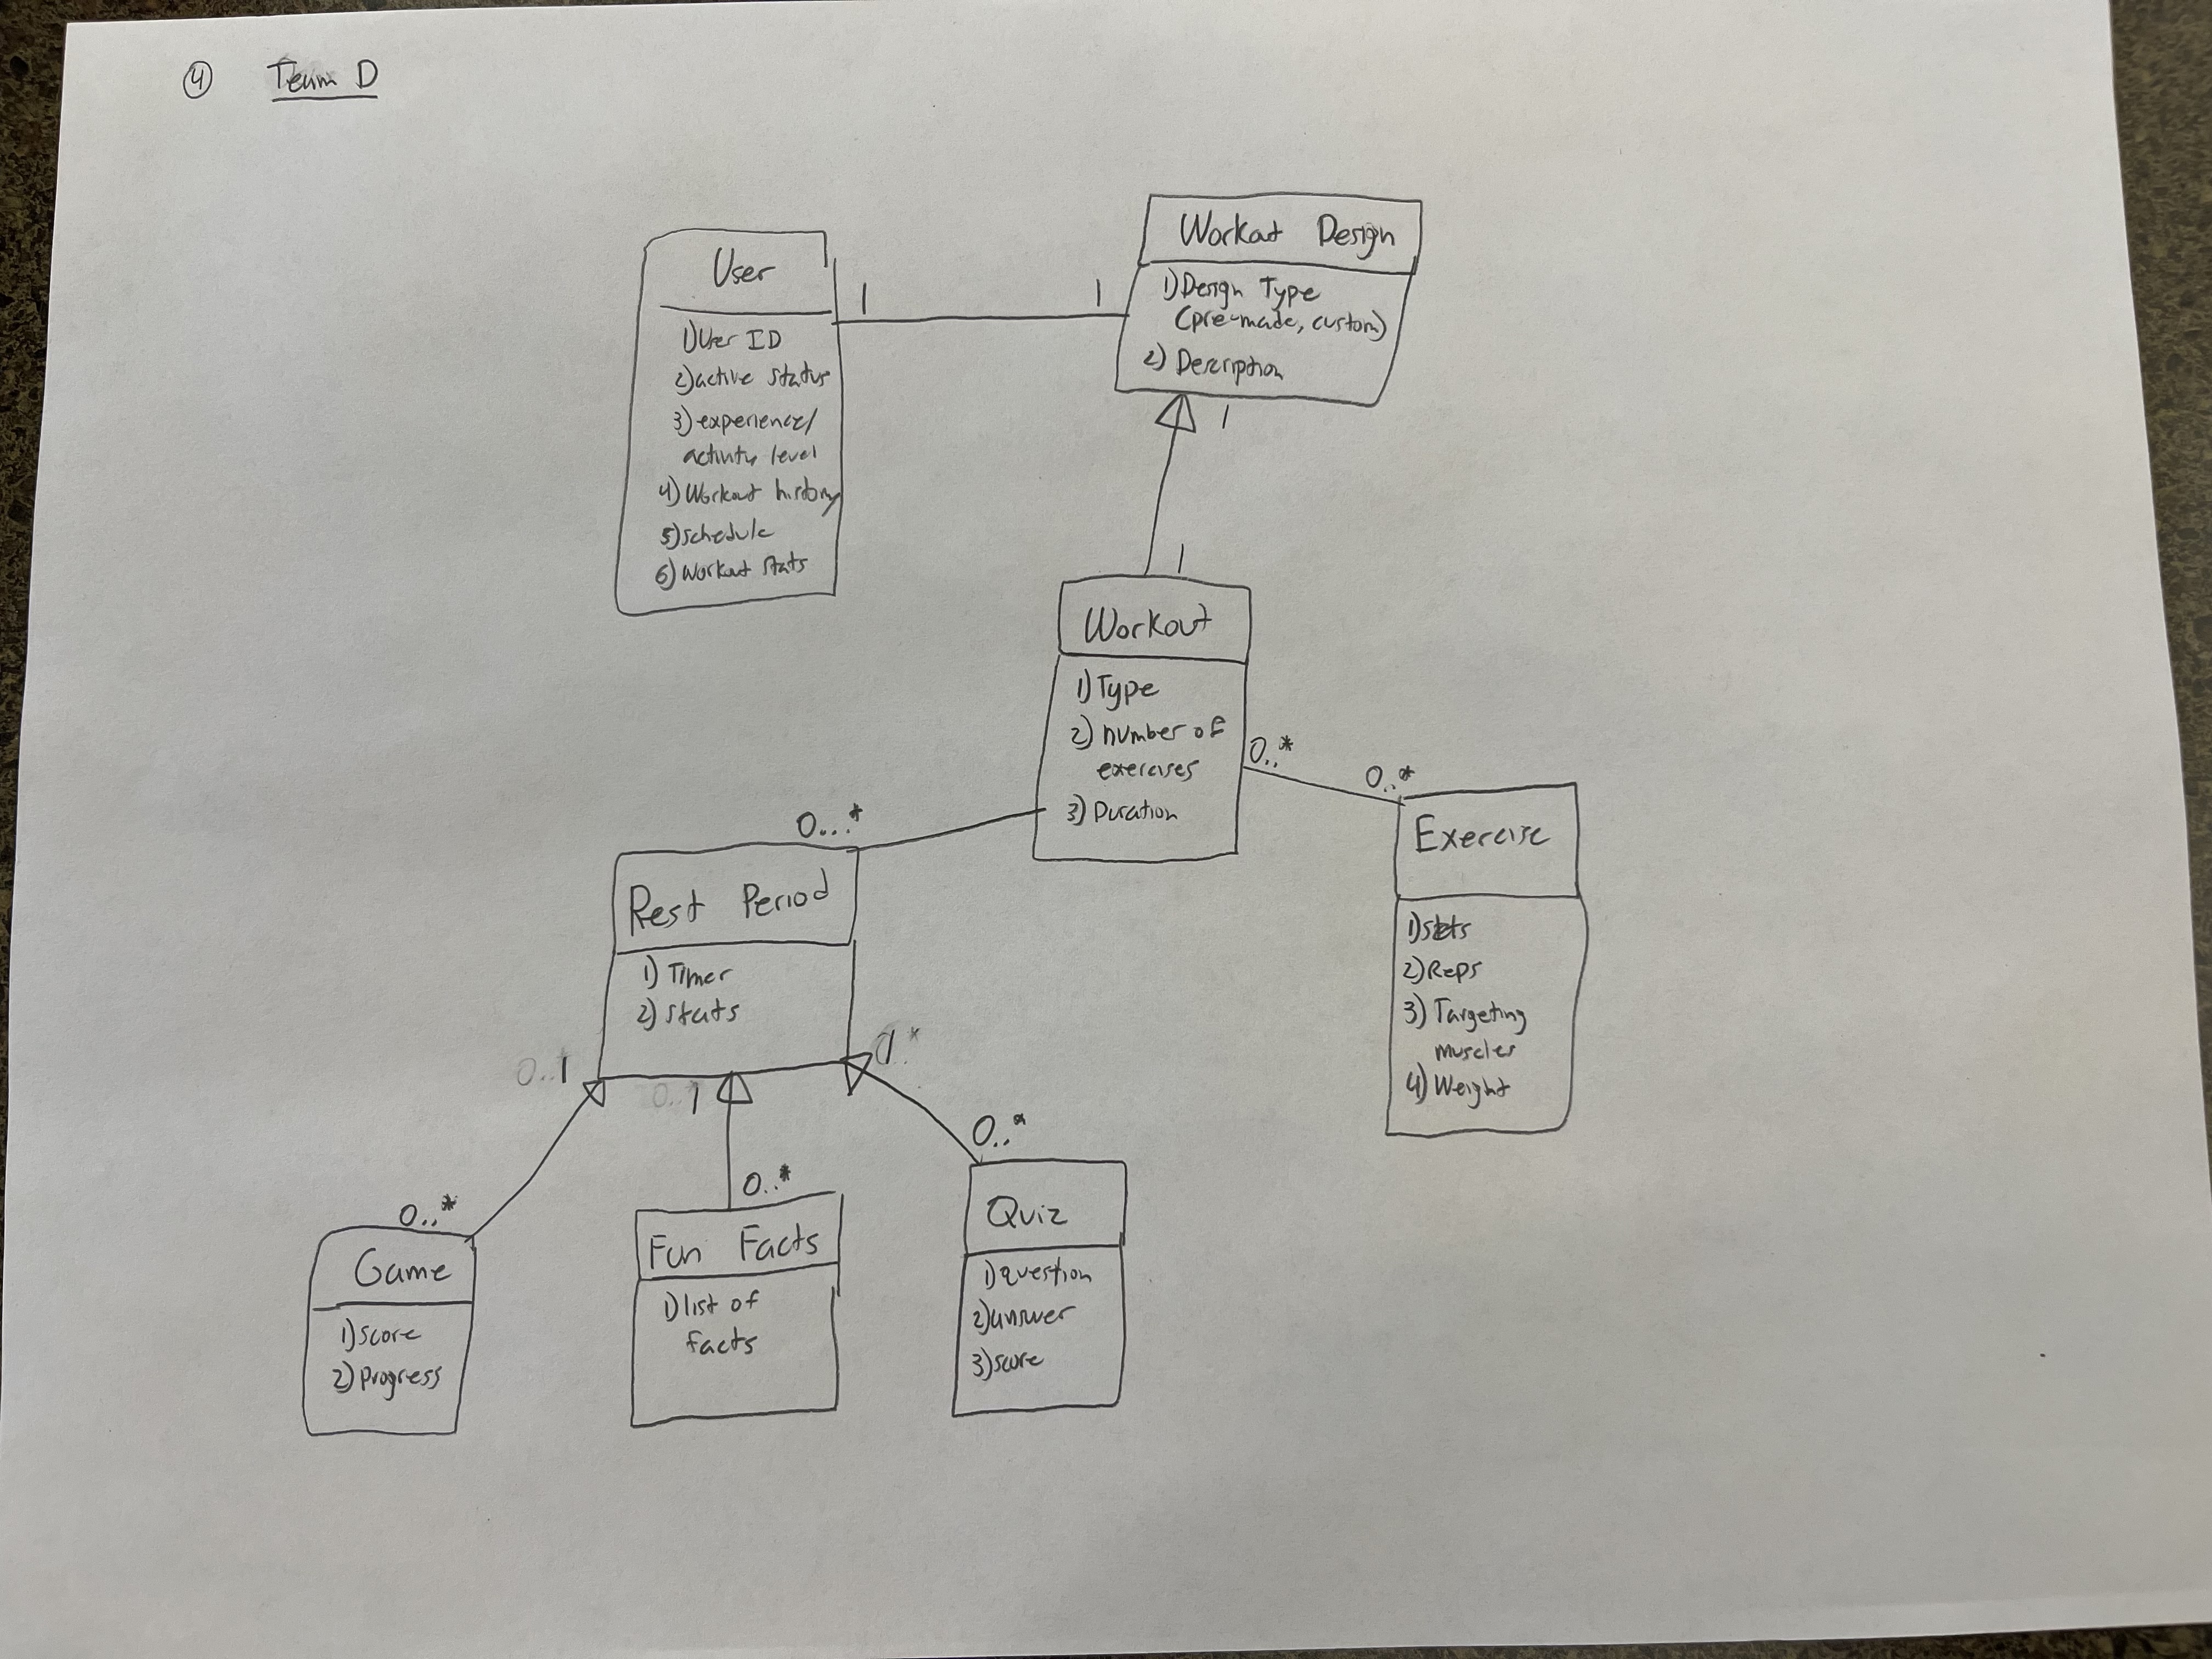 ④ Team D
User
1) User ID
2) active status
3) experience/
activity level
4) Workout history
5) schedule
6) Workout stats
1
1
Workout Design
1) Design Type
(pre-made, custom)
2) Description
1
1
Workout
1) Type
2) number of
exercises
3) Duration
0..*
0..*
Exercise
1) sets
2) Reps
3) Targeting
muscles
4) Weight
0...*
Rest Period
1) Timer
2) stats
0..1
0..1
1
0..*
Game
1) score
2) progress
0..*
Fun Facts
1) list of
facts
0..*
Quiz
1) question
2) answer
3) score